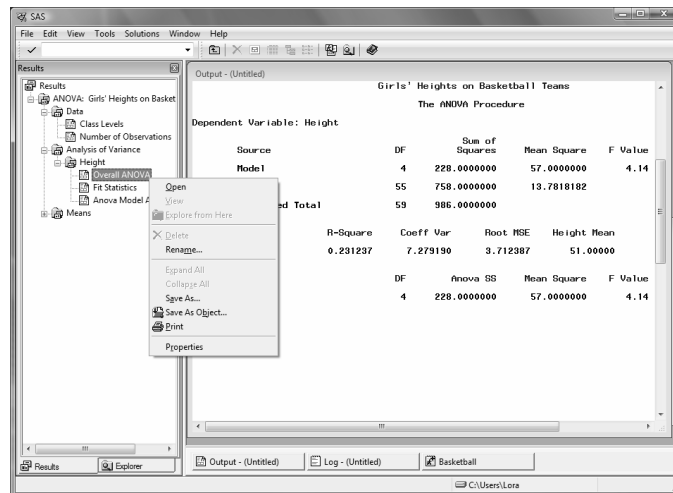 SAS
File Edit View Tools Solutions Window Help
Results
Results
ANOVA: Girls' Heights on Basket
Data
Class Levels
Number of Observations
Analysis of Variance
Height
Overall ANOVA
Fit Statistics
Anova Model A
Means
Open
View
Explore from Here
Delete
Rename...
Expand All
Collapse All
Save As...
Save As Object...
Print
Properties
Output - (Untitled)
Girls' Heights on Basketball Teams
The ANOVA Procedure
Dependent Variable: Height
Sum of
Source DF Squares Mean Square F Value
Model 4 228.0000000 57.0000000 4.14
55 758.0000000 13.7818182
ed Total 59 986.0000000
R-Square Coeff Var Root MSE Height Mean
0.231237 7.279190 3.712387 51.00000
DF Anova SS Mean Square F Value
4 228.0000000 57.0000000 4.14
Results Explorer
Output - (Untitled) Log - (Untitled) Basketball
C:\Users\Lora